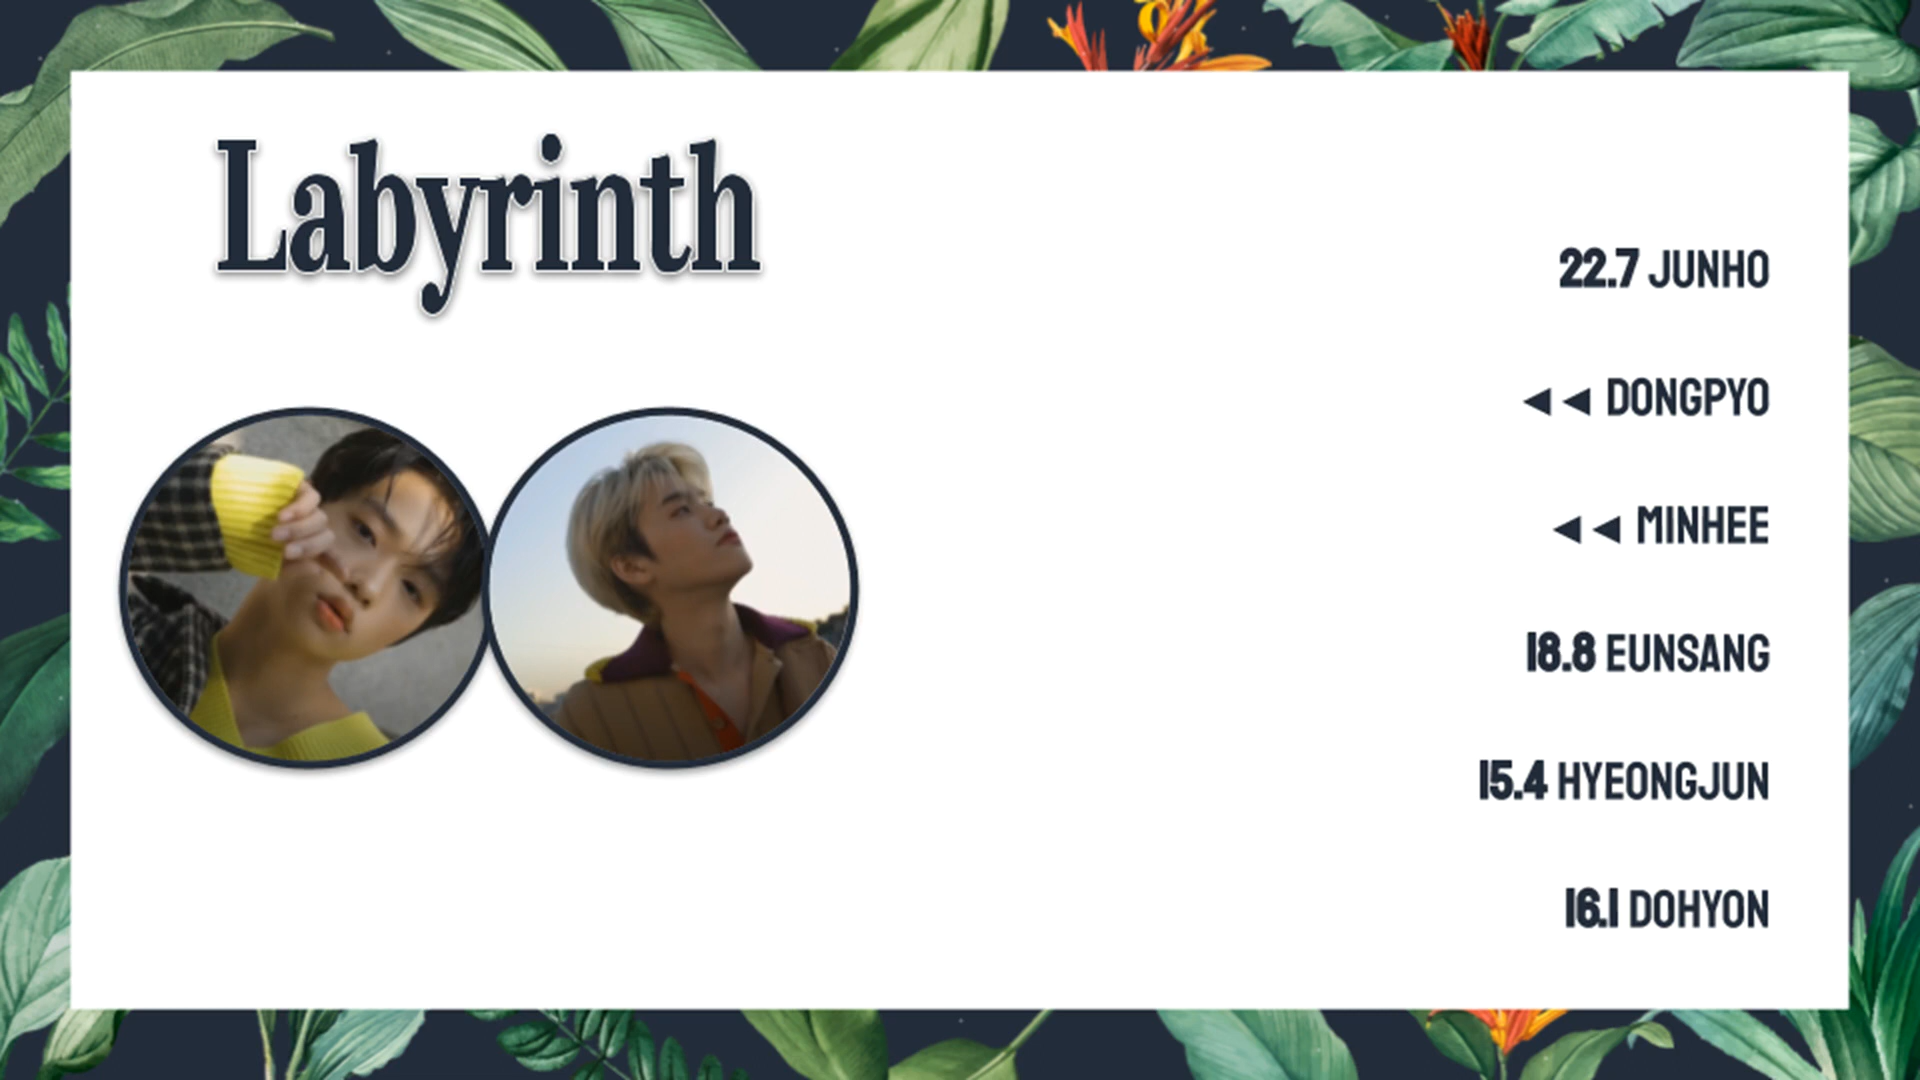 Labyrinth
22.7 JUNHO
◄◄ DONGPYO
◄◄ MINHEE
18.8 EUNSANG
15.4 HYEONGJUN
16.1 DOHYON